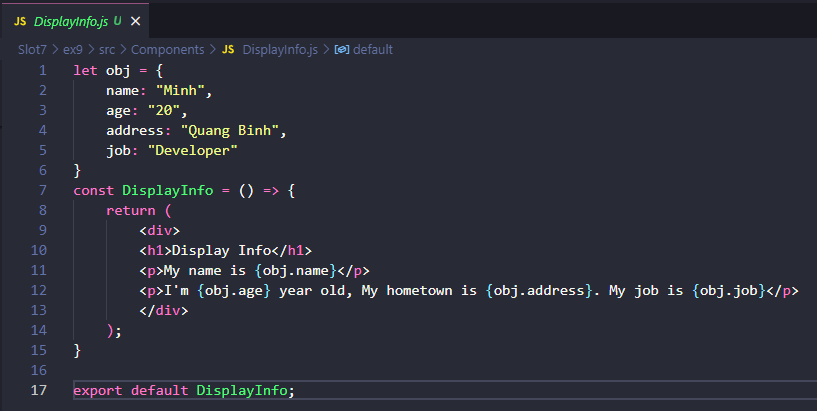 JS DisplayInfo.js U ×
Slot7 > ex9 > src > Components > JS DisplayInfo.js > default
1 let obj = {
2     name: "Minh",
3     age: "20",
4     address: "Quang Binh",
5     job: "Developer"
6 }
7 const DisplayInfo = () => {
8     return (
9         <div>
10         <h1>Display Info</h1>
11         <p>My name is {obj.name}</p>
12         <p>I'm {obj.age} year old, My hometown is {obj.address}. My job is {obj.job}</p>
13         </div>
14     );
15 }
16
17 export default DisplayInfo;